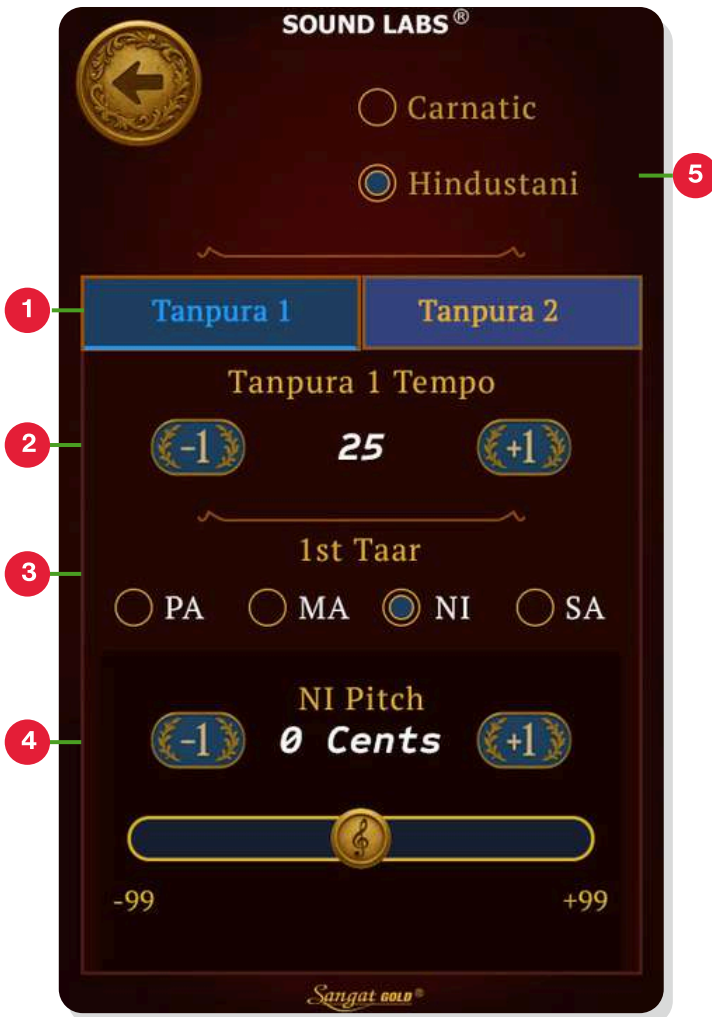 SOUND LABS®
Carnatic
Hindustani
5
1
Tanpura 1
Tanpura 2
Tanpura 1 Tempo
2
-1
25
+1
1st Taar
3
PA
MA
NI
SA
NI Pitch
4
-1
0 Cents
+1
-99
+99
Sangat GOLD®